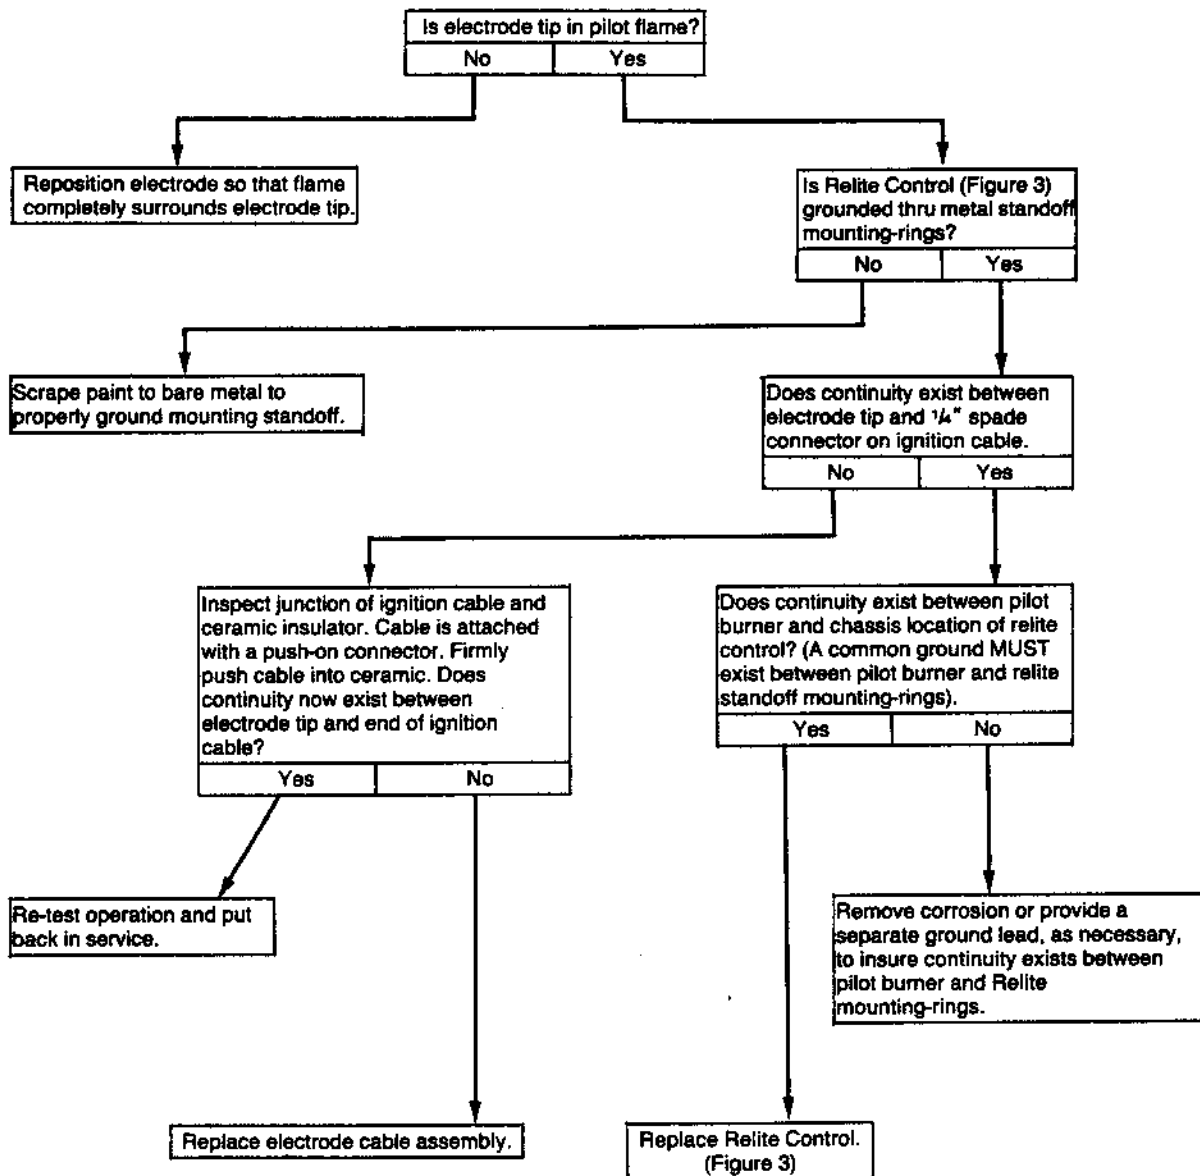 Is electrode tip in pilot flame?
No
Yes
Reposition electrode so that flame
completely surrounds electrode tip.
Is Relite Control (Figure 3)
grounded thru metal standoff
mounting-rings?
No
Yes
Scrape paint to bare metal to
properly ground mounting standoff.
Does continuity exist between
electrode tip and ¼" spade
connector on ignition cable.
No
Yes
Inspect junction of ignition cable and
ceramic insulator. Cable is attached
with a push-on connector. Firmly
push cable into ceramic. Does
continuity now exist between
electrode tip and end of ignition
cable?
Yes
No
Does continuity exist between pilot
burner and chassis location of relite
control? (A common ground MUST
exist between pilot burner and relite
standoff mounting-rings).
Yes
No
Re-test operation and put
back in service.
Remove corrosion or provide a
separate ground lead, as necessary,
to insure continuity exists between
pilot burner and Relite
mounting-rings.
Replace electrode cable assembly.
Replace Relite Control.
(Figure 3)